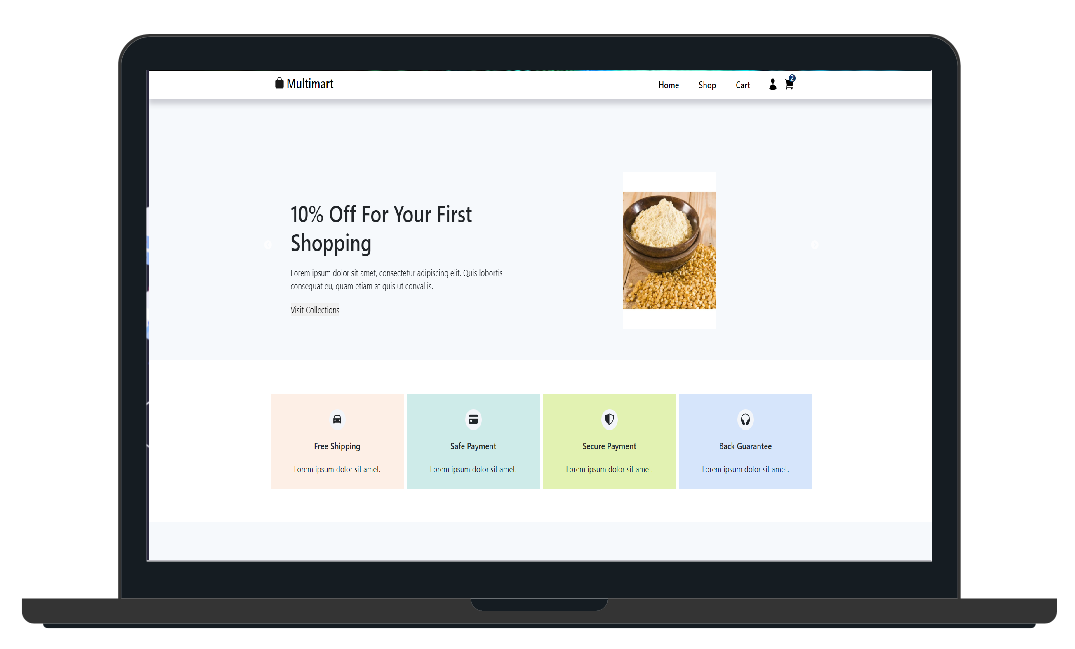 Multimart
Home Shop Cart
2
10% Off For Your First
Shopping
Lorem ipsum dolor sit amet, consectetur adipiscing elit. Quis lobortis
consequat eu, quam etiam at quis ut convallis.
Visit Collections
Free Shipping
Lorem ipsum dolor sit amet.
Safe Payment
Lorem ipsum dolor sit amet.
Secure Payment
Lorem ipsum dolor sit amet.
Back Guarantee
Lorem ipsum dolor sit amet.